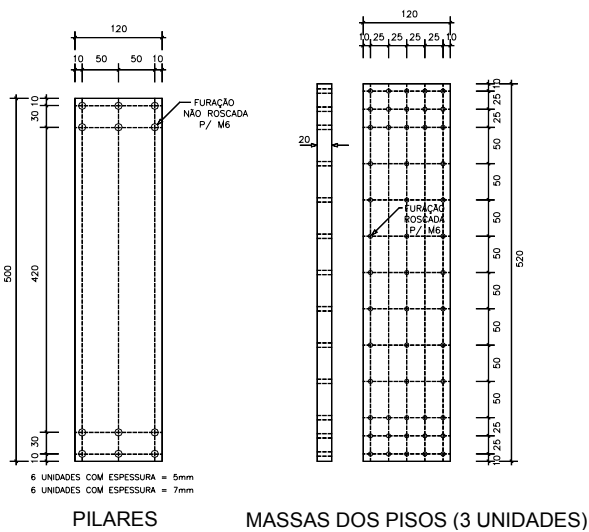 120
10 50 50 10
10
30
420
500
30
10
FURAÇÃO
NÃO ROSCADA
P/ M6
6 UNIDADES COM ESPESSURA = 5mm
6 UNIDADES COM ESPESSURA = 7mm
PILARES
120
10 25 25 25 25 10
20
FURAÇÃO
ROSCADA
P/ M6
10
25
25
50
50
50
50
50
50
50
50
25
25
10
520
MASSAS DOS PISOS (3 UNIDADES)